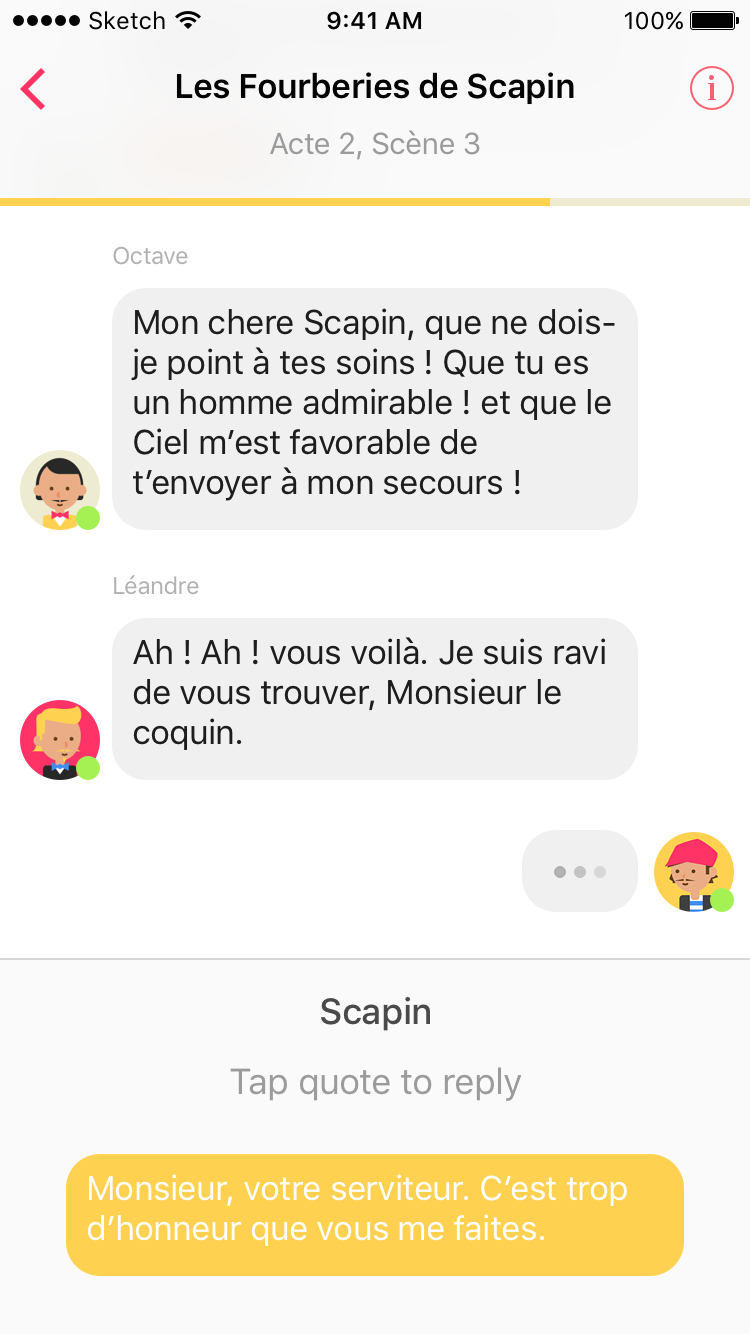 Sketch 9:41 AM 100%
Les Fourberies de Scapin
i
Acte 2, Scène 3
Octave
Mon chere Scapin, que ne dois-
je point à tes soins ! Que tu es
un homme admirable ! et que le
Ciel m’est favorable de
t’envoyer à mon secours !
Léandre
Ah ! Ah ! vous voilà. Je suis ravi
de vous trouver, Monsieur le
coquin.
Scapin
Tap quote to reply
Monsieur, votre serviteur. C’est trop
d’honneur que vous me faites.